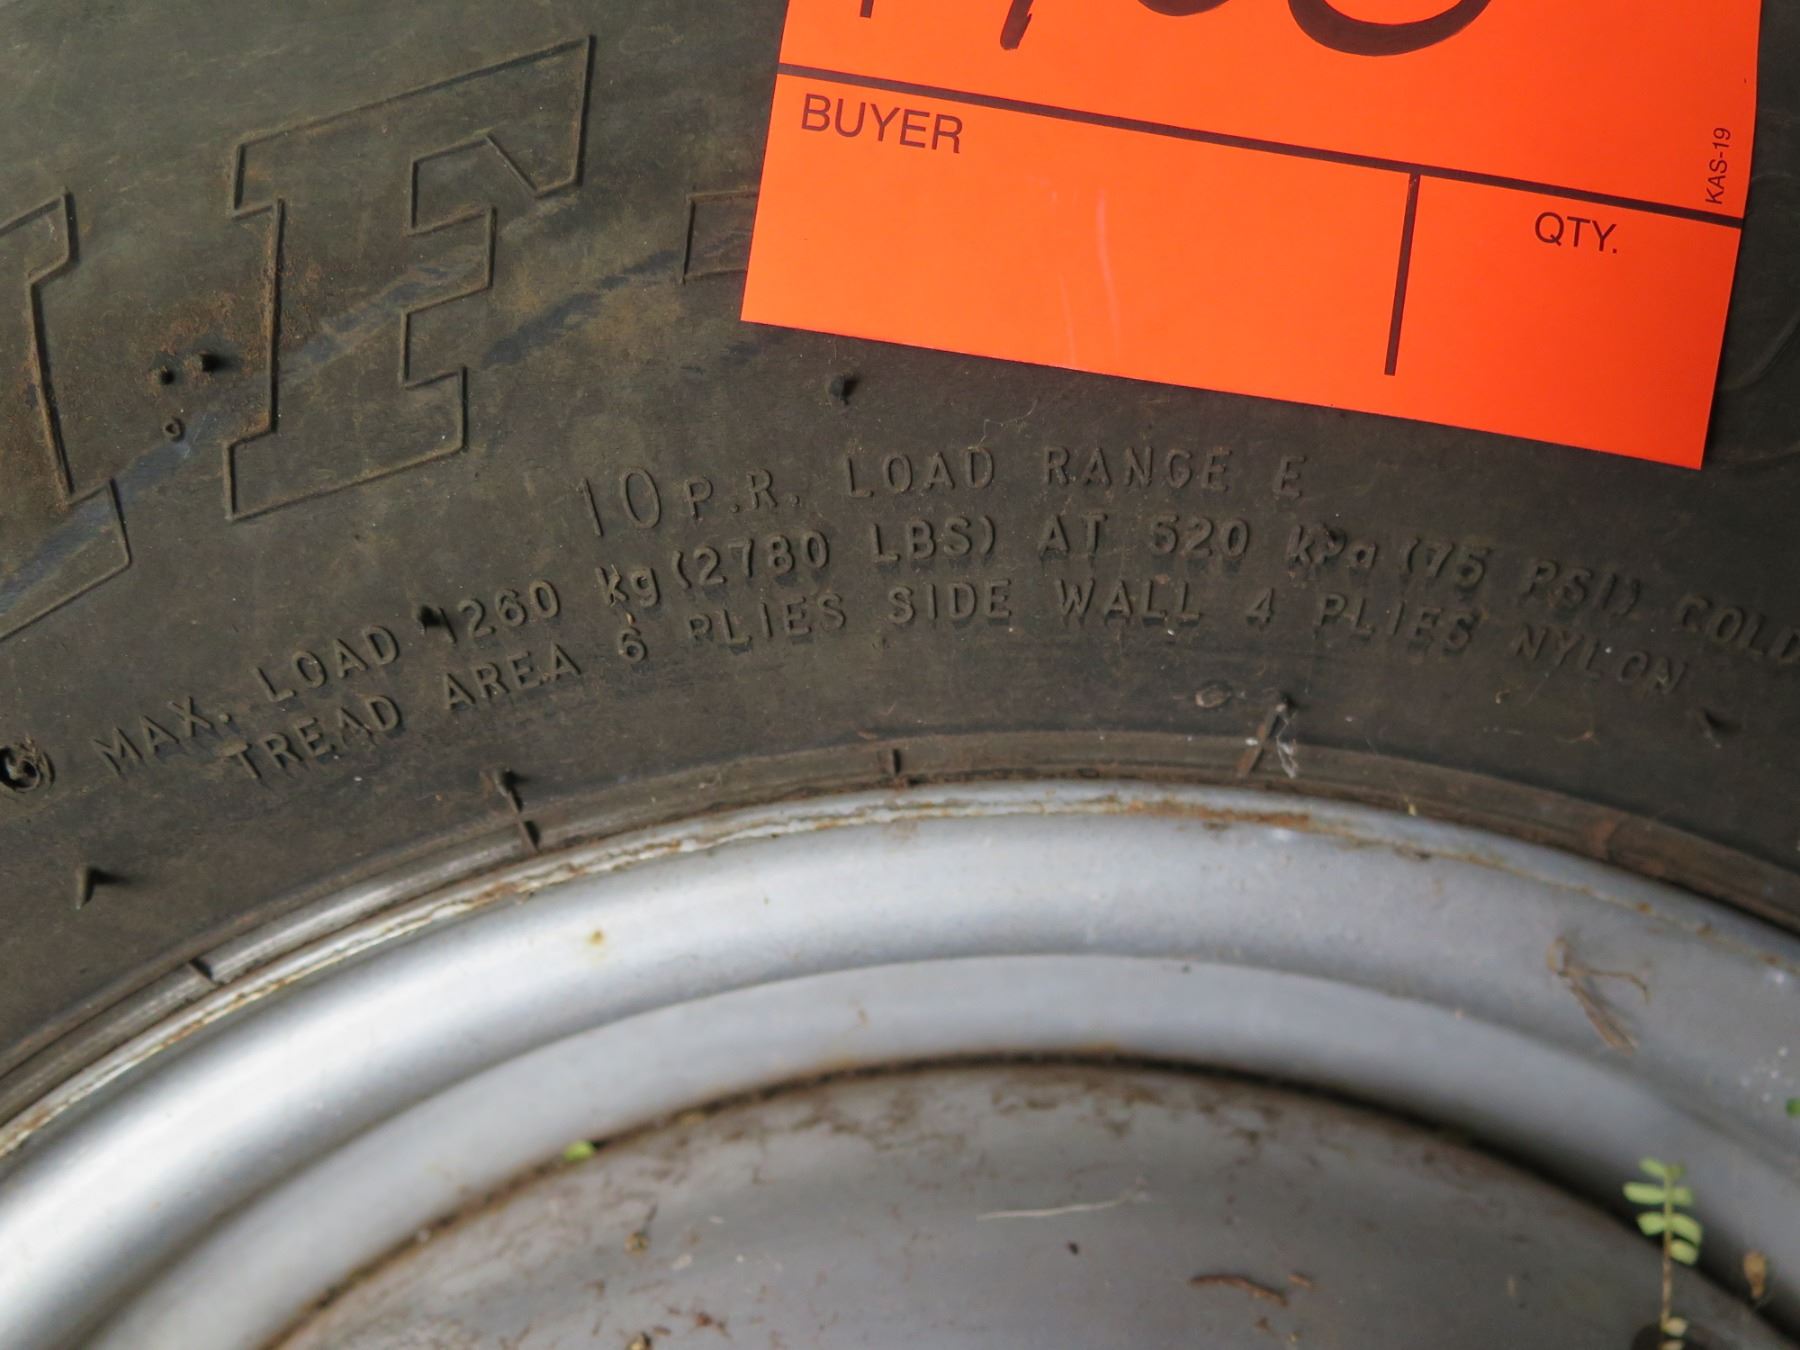 BUYER
QTY.
KAS-19
10 P.R. LOAD RANGE E
MAX. LOAD 1260 kg (2780 LBS) AT 520 kPa (75 PSI) COLD
TREAD AREA 6 PLIES SIDE WALL 4 PLIES NYLON